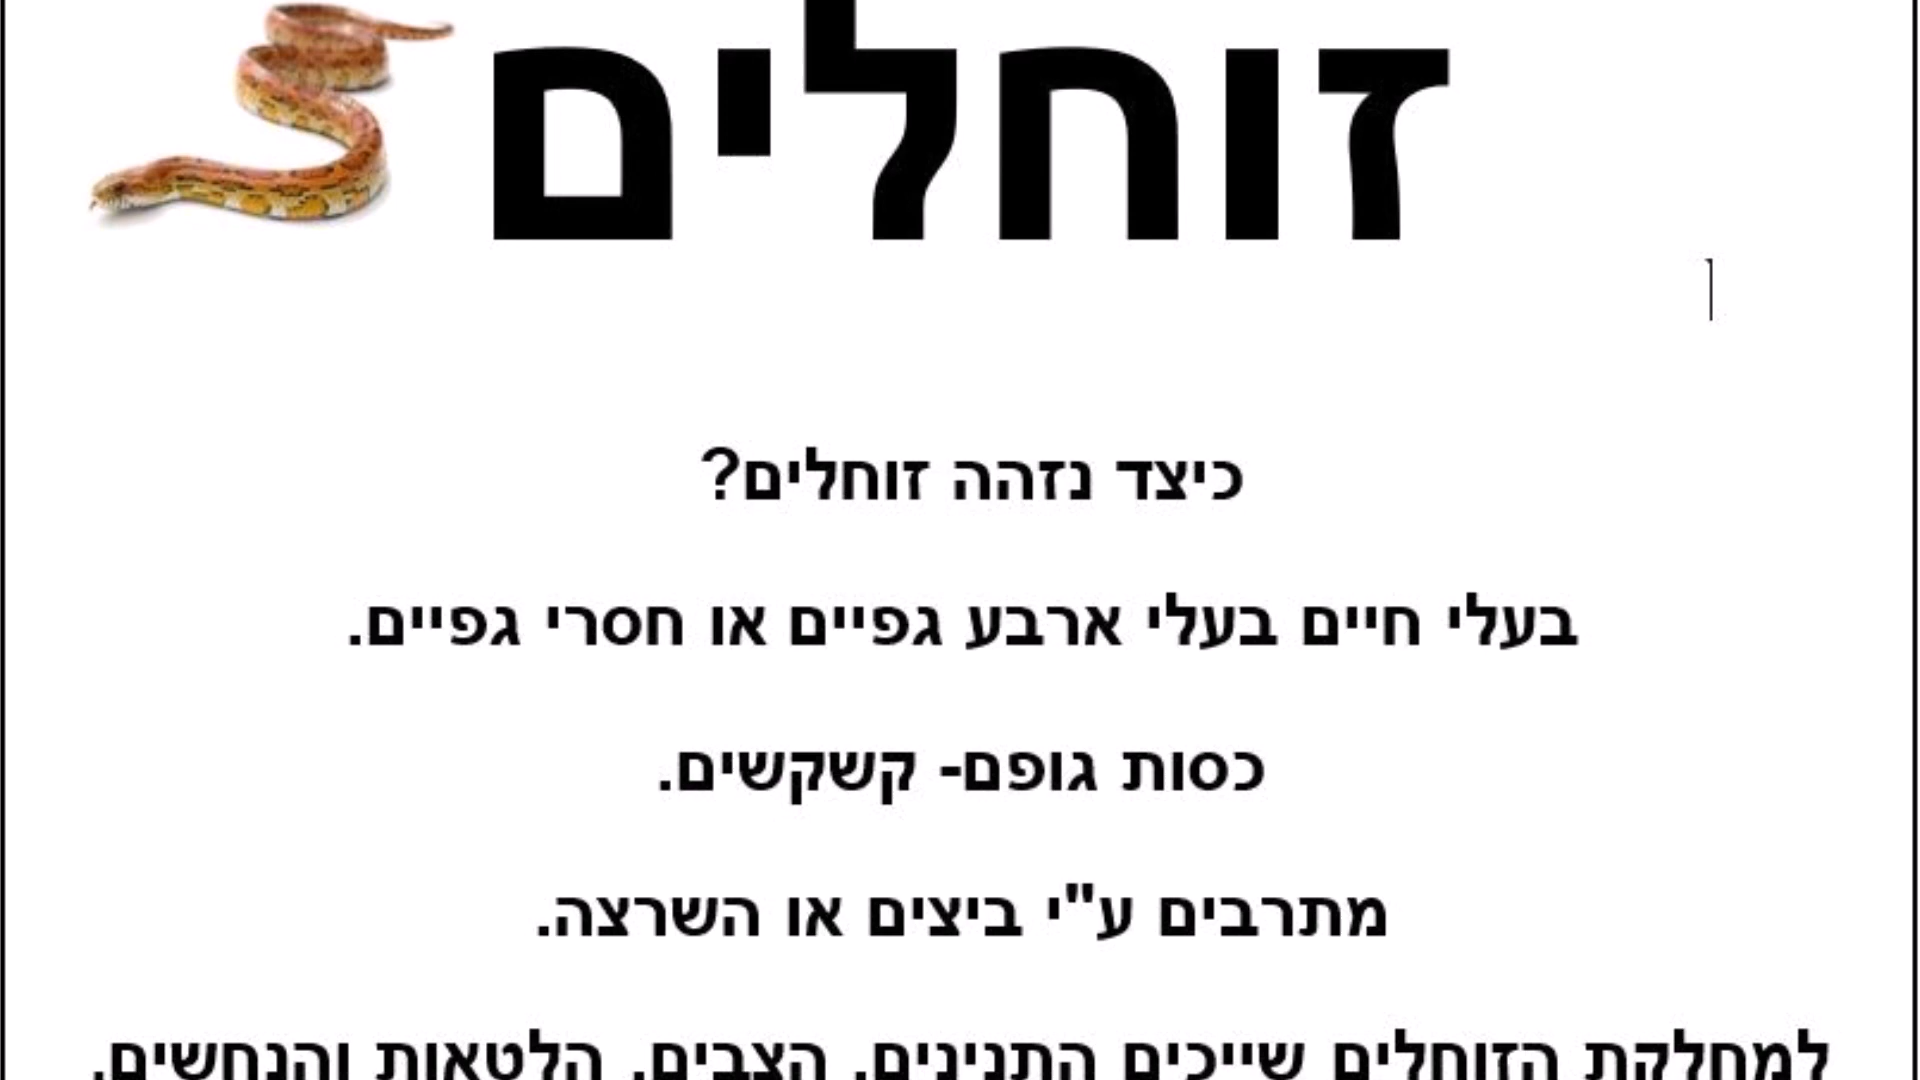 זוחלים
כיצד נזהה זוחלים?
בעלי חיים בעלי ארבע גפיים או חסרי גפיים.
כסות גופם- קשקשים.
מתרבים ע"י ביצים או השרצה.
למחלקת הזוחלים שייכים התנינים, הצבים, הלטאות והנחשים.